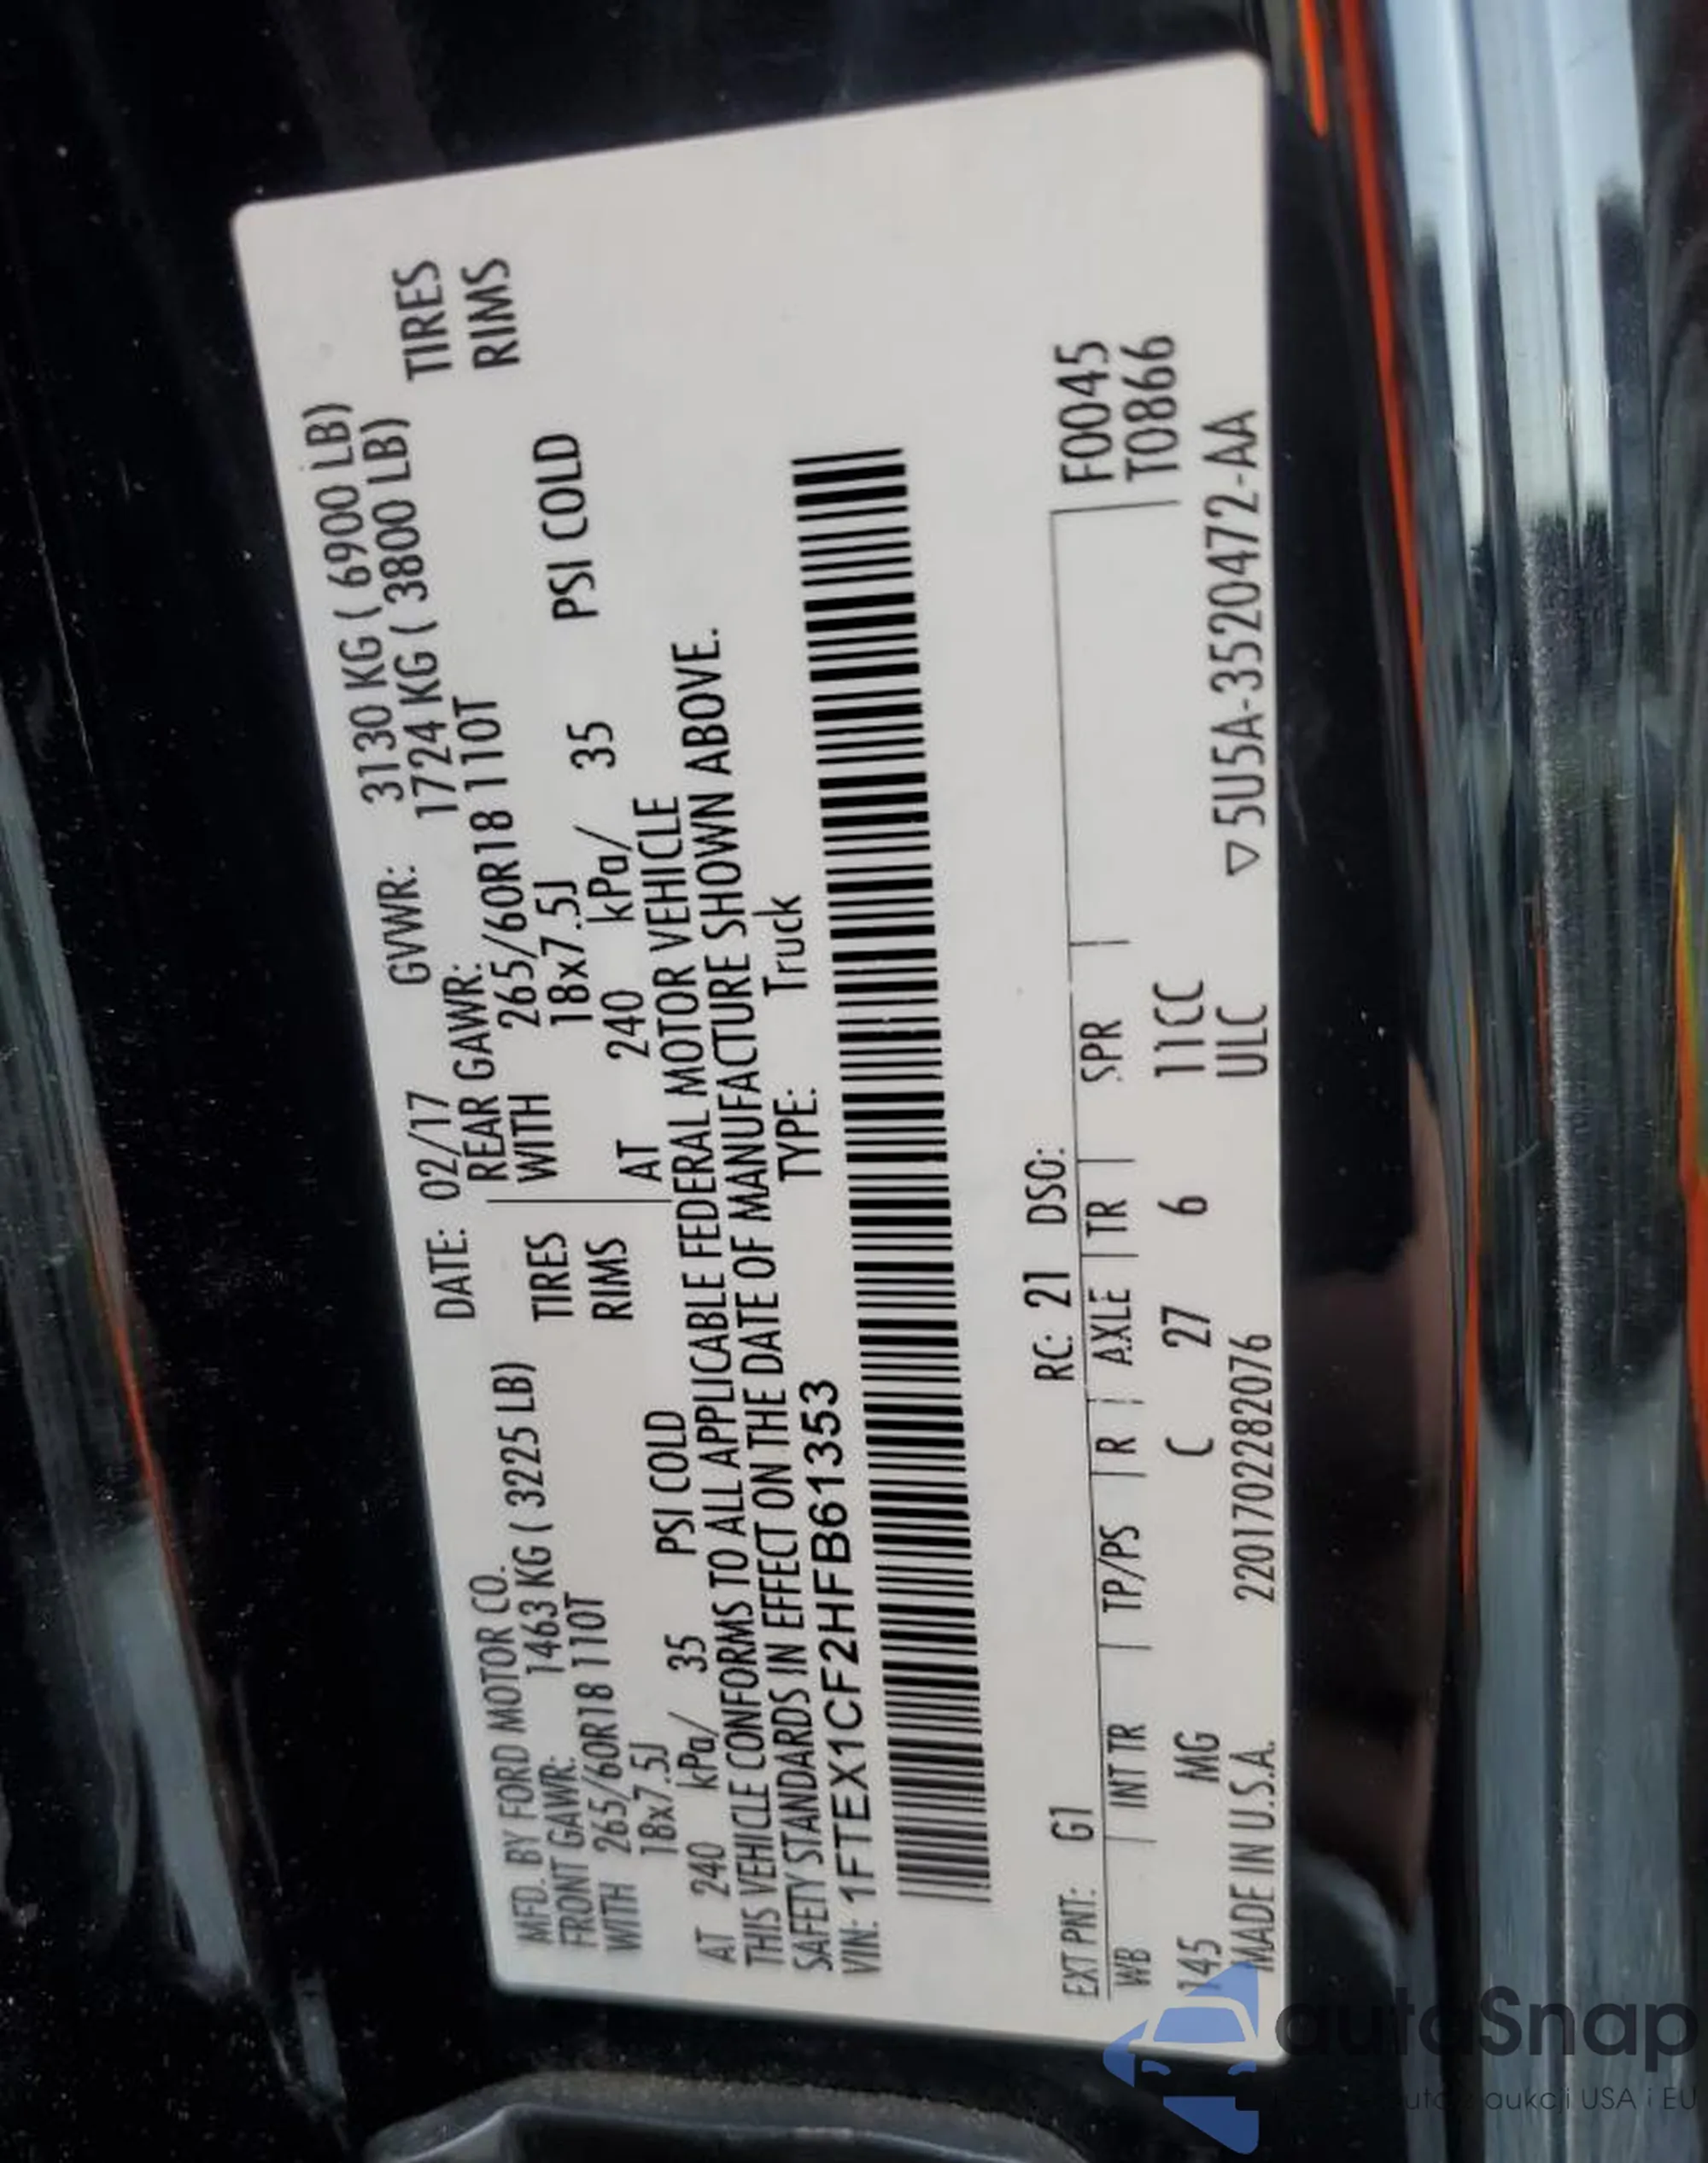 MFD. BY FORD MOTOR CO. DATE: 02/17 GVWR: 3130 KG ( 6900 LB)
FRONT GAWR: 1463 KG ( 3225 LB) REAR GAWR: 1724 KG ( 3800 LB)
WITH 265/60R18 110T TIRES WITH 265/60R18 110T TIRES
18x7.5J RIMS 18x7.5J RIMS
AT 240 kPa/ 35 PSI COLD AT 240 kPa/ 35 PSI COLD
THIS VEHICLE CONFORMS TO ALL APPLICABLE FEDERAL MOTOR VEHICLE
SAFETY STANDARDS IN EFFECT ON THE DATE OF MANUFACTURE SHOWN ABOVE.
VIN: 1FTEX1CF2HFB61353 TYPE: Truck
EXT PNT: G1 RC: 21 DSO: F0045
WB INT TR TP/PS R AXLE TR SPR T0866
145 MG C 27 6 11CC
ULC
MADE IN U.S.A. 2201702282076 ▽5U5A-3520472-AA
autoSnap
aukcji USA i EU